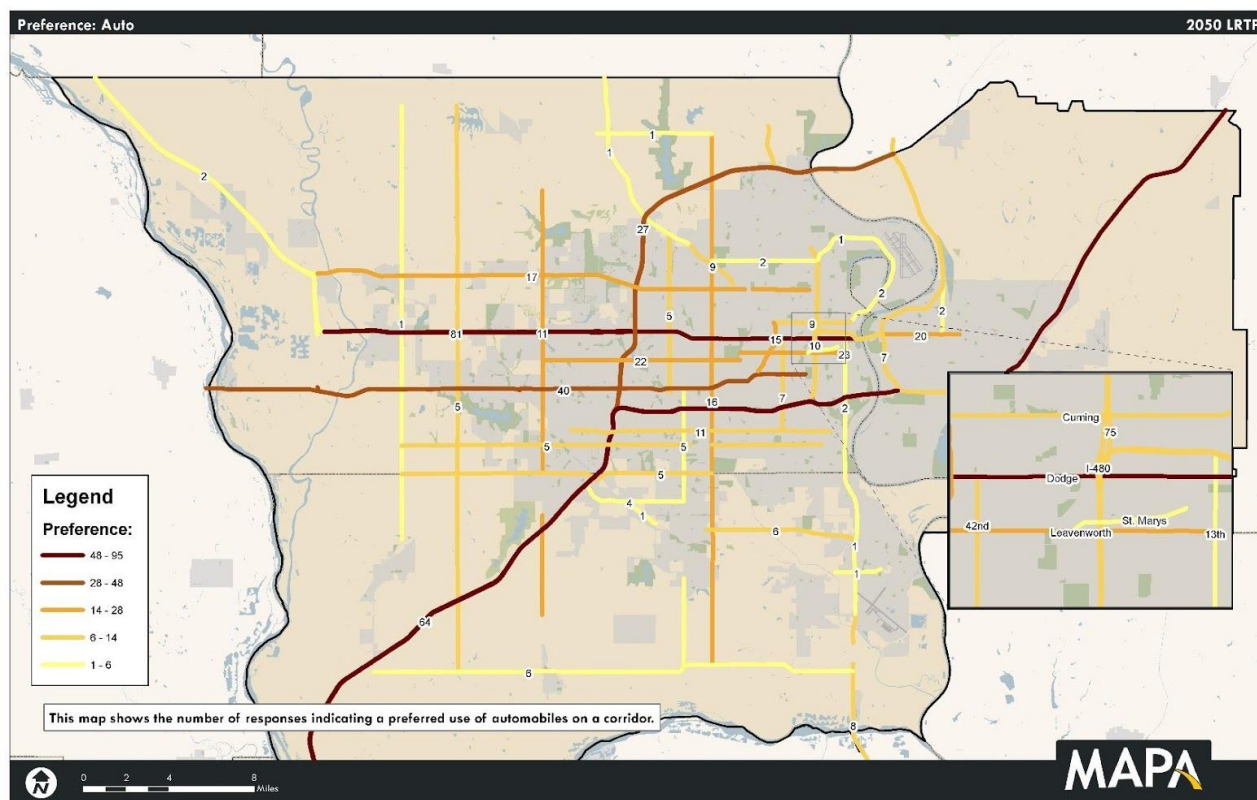 Preference: Auto
2050 LRTP
2
1
1
27
17
9
2
1
2
1
81
11
5
15
9
10
23
20
2
7
22
40
16
7
2
5
11
5
5
5
4
1
6
1
1
64
6
8
Cuming
75
I-480
Dodge
42nd
St. Marys
Leavenworth
13th
Legend
Preference:
48 - 95
28 - 48
14 - 28
6 - 14
1 - 6
This map shows the number of responses indicating a preferred use of automobiles on a corridor.
N
0 2 4 8
Miles
MAPA